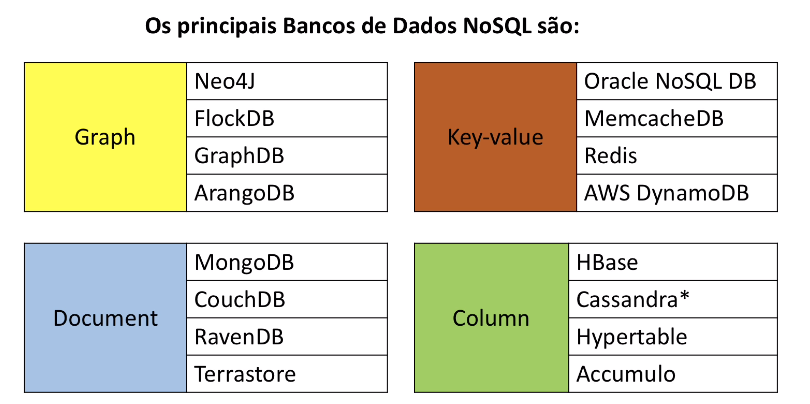 Os principais Bancos de Dados NoSQL são:
Graph
Neo4J
FlockDB
GraphDB
ArangoDB
Key-value
Oracle NoSQL DB
MemcacheDB
Redis
AWS DynamoDB
Document
MongoDB
CouchDB
RavenDB
Terrastore
Column
HBase
Cassandra*
Hypertable
Accumulo